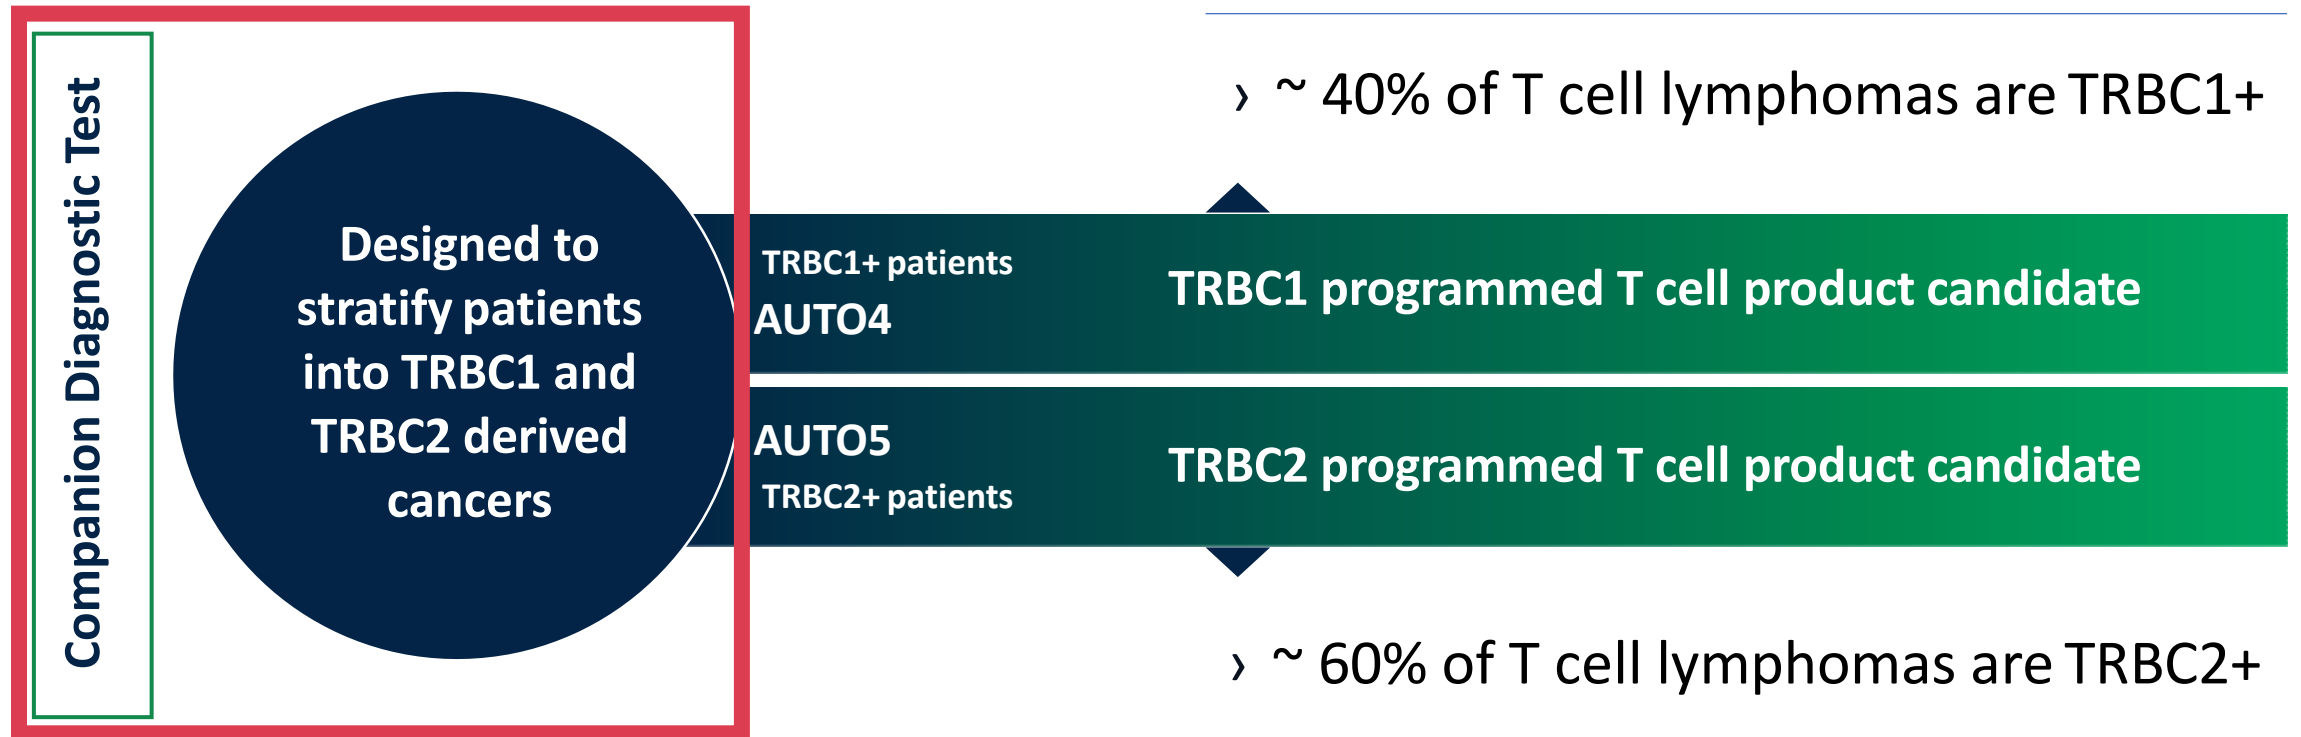 Companion Diagnostic Test
Designed to
stratify patients
into TRBC1 and
TRBC2 derived
cancers
› ~ 40% of T cell lymphomas are TRBC1+
TRBC1+ patients
AUTO4
TRBC1 programmed T cell product candidate
AUTO5
TRBC2+ patients
TRBC2 programmed T cell product candidate
› ~ 60% of T cell lymphomas are TRBC2+